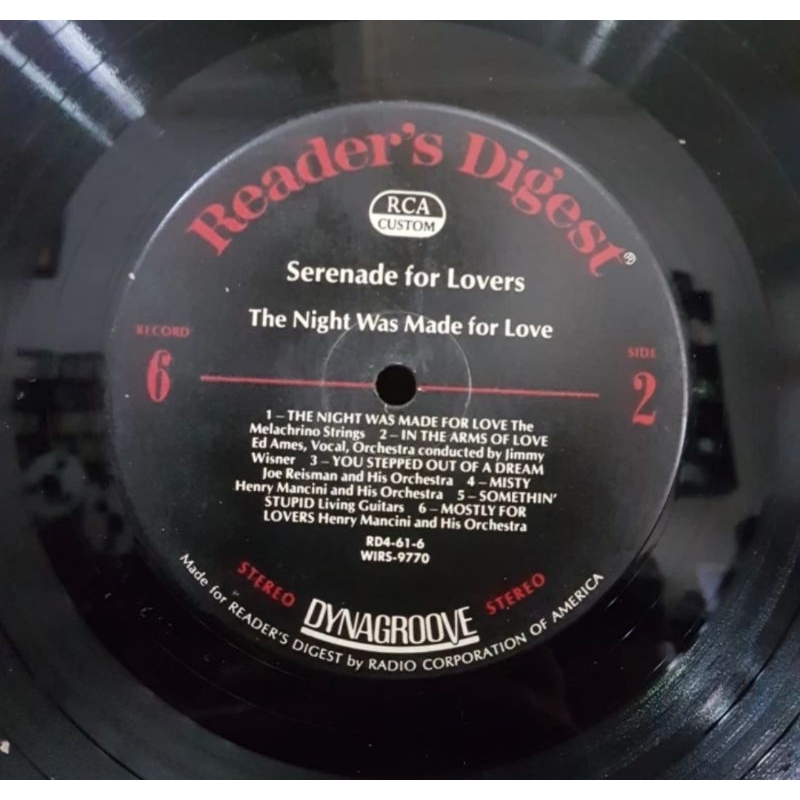 Reader's Digest®
RCA
CUSTOM
Serenade for Lovers
The Night Was Made for Love
RECORD
6
SIDE
2
1 – THE NIGHT WAS MADE FOR LOVE The
Melachrino Strings 2 – IN THE ARMS OF LOVE
Ed Ames, Vocal, Orchestra conducted by Jimmy
Wisner 3 – YOU STEPPED OUT OF A DREAM
Joe Reisman and His Orchestra 4 – MISTY
Henry Mancini and His Orchestra 5 – SOMETHIN'
STUPID Living Guitars 6 – MOSTLY FOR
LOVERS Henry Mancini and His Orchestra
RD4-61-6
WIRS-9770
STEREO DYNAGROOVE STEREO
Made for READER'S DIGEST by RADIO CORPORATION OF AMERICA